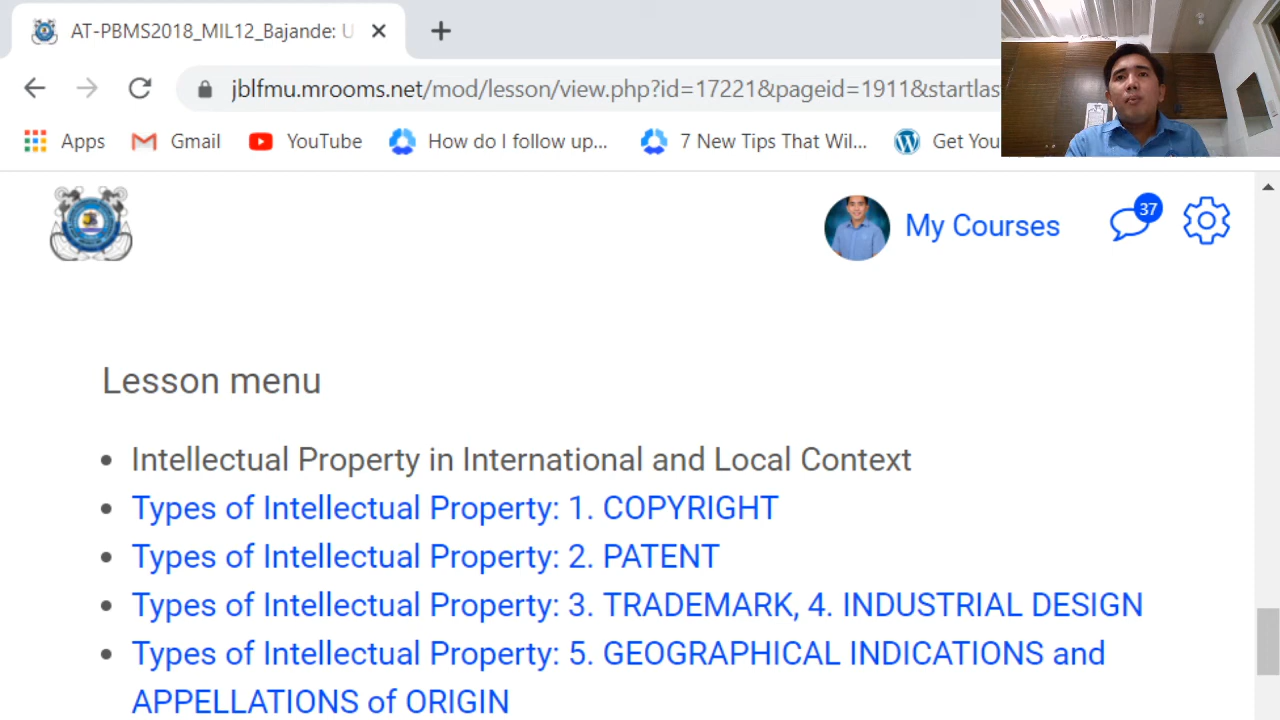 AT-PBMS2018_MIL12_Bajande: U
jblfmu.mrooms.net/mod/lesson/view.php?id=17221&pageid=1911&startlas
Apps Gmail YouTube How do I follow up... 7 New Tips That Wil... Get You
My Courses 37
Lesson menu
• Intellectual Property in International and Local Context
• Types of Intellectual Property: 1. COPYRIGHT
• Types of Intellectual Property: 2. PATENT
• Types of Intellectual Property: 3. TRADEMARK, 4. INDUSTRIAL DESIGN
• Types of Intellectual Property: 5. GEOGRAPHICAL INDICATIONS and
APPELLATIONS of ORIGIN